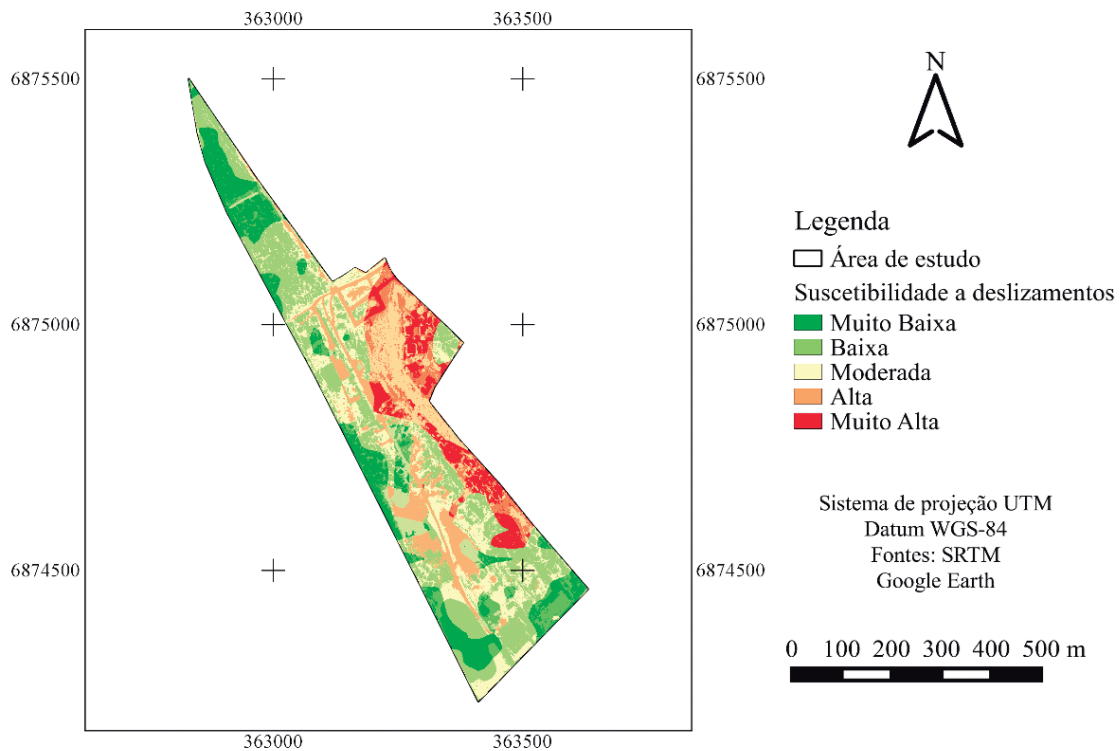 363000 363500
6875500 6875500
N
Legenda
Área de estudo
Suscetibilidade a deslizamentos
6875000 6875000
Muito Baixa
Baixa
Moderada
Alta
Muito Alta
Sistema de projeção UTM
Datum WGS-84
Fontes: SRTM
Google Earth
6874500 6874500
0 100 200 300 400 500 m
363000 363500